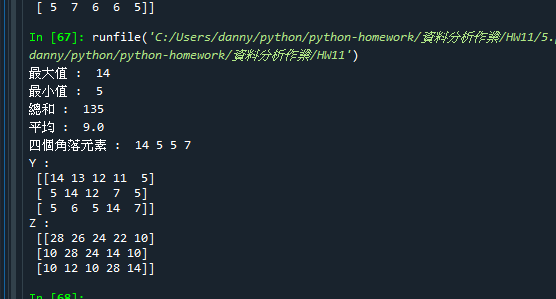 [ 5  7  6  6  5]]
In [67]: runfile('C:/Users/danny/python/python-homework/資料分析作業/HW11/5.
danny/python/python-homework/資料分析作業/HW11')
最大值 :  14
最小值 :  5
總和 :  135
平均 :  9.0
四個角落元素 :  14 5 5 7
Y :
 [[14 13 12 11  5]
 [ 5 14 12  7  5]
 [ 5  6  5 14  7]]
Z :
 [[28 26 24 22 10]
 [10 28 24 14 10]
 [10 12 10 28 14]]
In [68]: